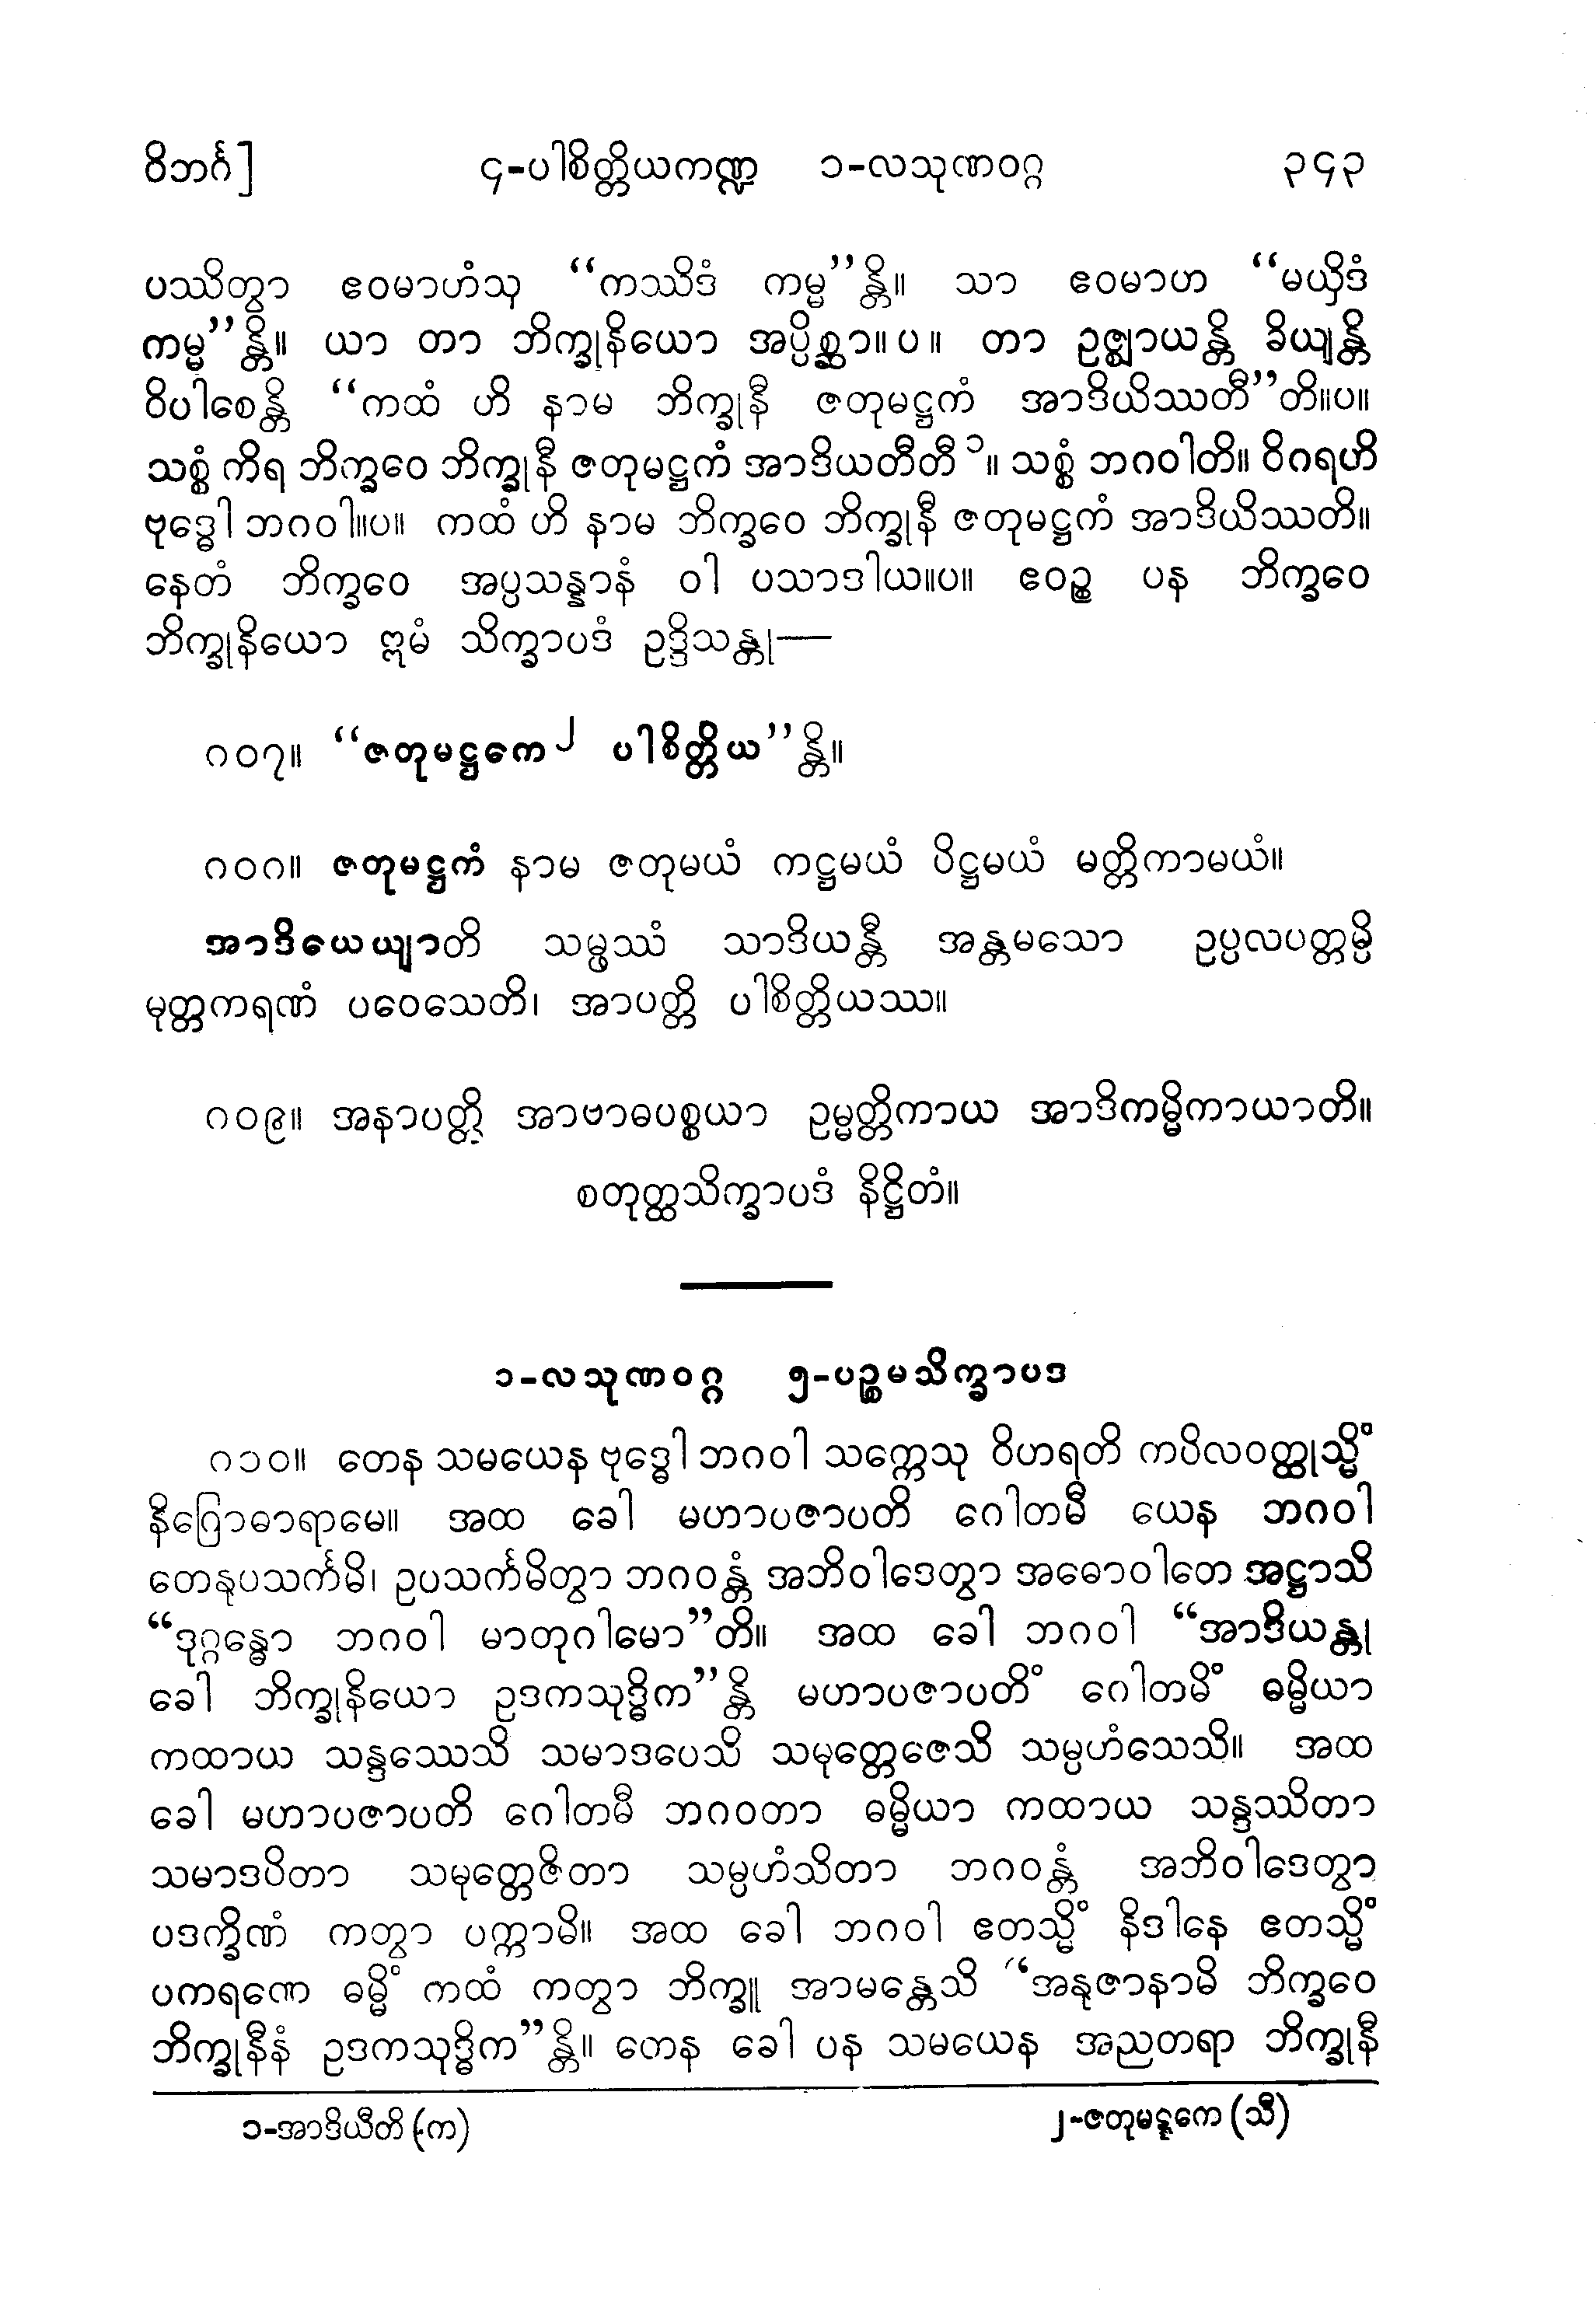 ဝိဘင်္ဂ] ၄-ပါစိတ္တိယကဏ္ဍ ၁-လသုဏဝဂ္ဂ ၃၄၃
ပဿိတွာ ဧဝမာဟံသု “ကဿိဒံ ကမ္မ”န္တိ။ သာ ဧဝမာဟ “မယှိဒံ
ကမ္မ”န္တိ။ ယာ တာ ဘိက္ခုနိယော အပ္ပိစ္ဆာ။ ပ ။ တာ ဥဇ္ဈာယန္တိ ခိယျန္တိ
ဝိပါစေန္တိ “ကထံ ဟိ နာမ ဘိက္ခုနီ ဇတုမဋ္ဌကံ အာဒိယိဿတီ”တိ။ပ။
သစ္စံ ကိရ ဘိက္ခဝေ ဘိက္ခုနီ ဇတုမဋ္ဌကံ အာဒိယတီတိ ၁။ သစ္စံ ဘဂဝါတိ။ ဝိဂရဟိ
ဗုဒ္ဓေါ ဘဂဝါ။ပ။ ကထံ ဟိ နာမ ဘိက္ခဝေ ဘိက္ခုနီ ဇတုမဋ္ဌကံ အာဒိယိဿတိ။
နေတံ ဘိက္ခဝေ အပ္ပသန္နာနံ ဝါ ပသာဒါယ။ပ။ ဧဝဉ္စ ပန ဘိက္ခဝေ
ဘိက္ခုနိယော ဣမံ သိက္ခာပဒံ ဥဒ္ဒိသန္တု—
၈၀၇။ “ဇတုမဋ္ဌကေ ၂ ပါစိတ္တိယ”န္တိ။
၈၀၈။ ဇတုမဋ္ဌကံ နာမ ဇတုမယံ ကဋ္ဌမယံ ပိဋ္ဌမယံ မတ္တိကာမယံ။
အာဒိယေယျာတိ သမ္ဖဿံ သာဒိယန္တီ အန္တမသော ဥပ္ပလပတ္တမ္ပိ
မုတ္တကရဏံ ပဝေသေတိ၊ အာပတ္တိ ပါစိတ္တိယဿ။
၈၀၉။ အနာပတ္တိ အာဗာဓပစ္စယာ ဥမ္မတ္တိကာယ အာဒိကမ္မိကာယာတိ။
စတုတ္ထသိက္ခာပဒံ နိဋ္ဌိတံ။
၁-လသုဏဝဂ္ဂ ၅-ပဉ္စမသိက္ခာပဒ
၈၁၀။ တေန သမယေန ဗုဒ္ဓေါ ဘဂဝါ သက္ကေသု ဝိဟရတိ ကပိလဝတ္ထုသ္မိံ
နိဂြောဓာရာမေ။ အထ ခေါ မဟာပဇာပတိ ဂေါတမီ ယေန ဘဂဝါ
တေနုပသင်္ကမိ၊ ဥပသင်္ကမိတွာ ဘဂဝန္တံ အဘိဝါဒေတွာ အဓောဝါတေ အဋ္ဌာသိ
“ဒုဂ္ဂန္ဓော ဘဂဝါ မာတုဂါမော”တိ။ အထ ခေါ ဘဂဝါ “အာဒိယန္တု
ခေါ ဘိက္ခုနိယော ဥဒကသုဒ္ဓိက”န္တိ မဟာပဇာပတိံ ဂေါတမိံ ဓမ္မိယာ
ကထာယ သန္ဒဿေသိ သမာဒပေသိ သမုတ္တေဇေသိ သမ္ပဟံသေသိ။ အထ
ခေါ မဟာပဇာပတိ ဂေါတမီ ဘဂဝတာ ဓမ္မိယာ ကထာယ သန္ဒဿိတာ
သမာဒပိတာ သမုတ္တေဇိတာ သမ္ပဟံသိတာ ဘဂဝန္တံ အဘိဝါဒေတွာ
ပဒက္ခိဏံ ကတွာ ပက္ကာမိ။ အထ ခေါ ဘဂဝါ ဧတသ္မိံ နိဒါနေ ဧတသ္မိံ
ပကရဏေ ဓမ္မိံ ကထံ ကတွာ ဘိက္ခူ အာမန္တေသိ “အနုဇာနာမိ ဘိက္ခဝေ
ဘိက္ခုနီနံ ဥဒကသုဒ္ဓိက”န္တိ။ တေန ခေါ ပန သမယေန အညတရာ ဘိက္ခုနီ
၁-အာဒိယီတိ (က) ၂-ဇတုမဋ္ဋကေ (သီ)